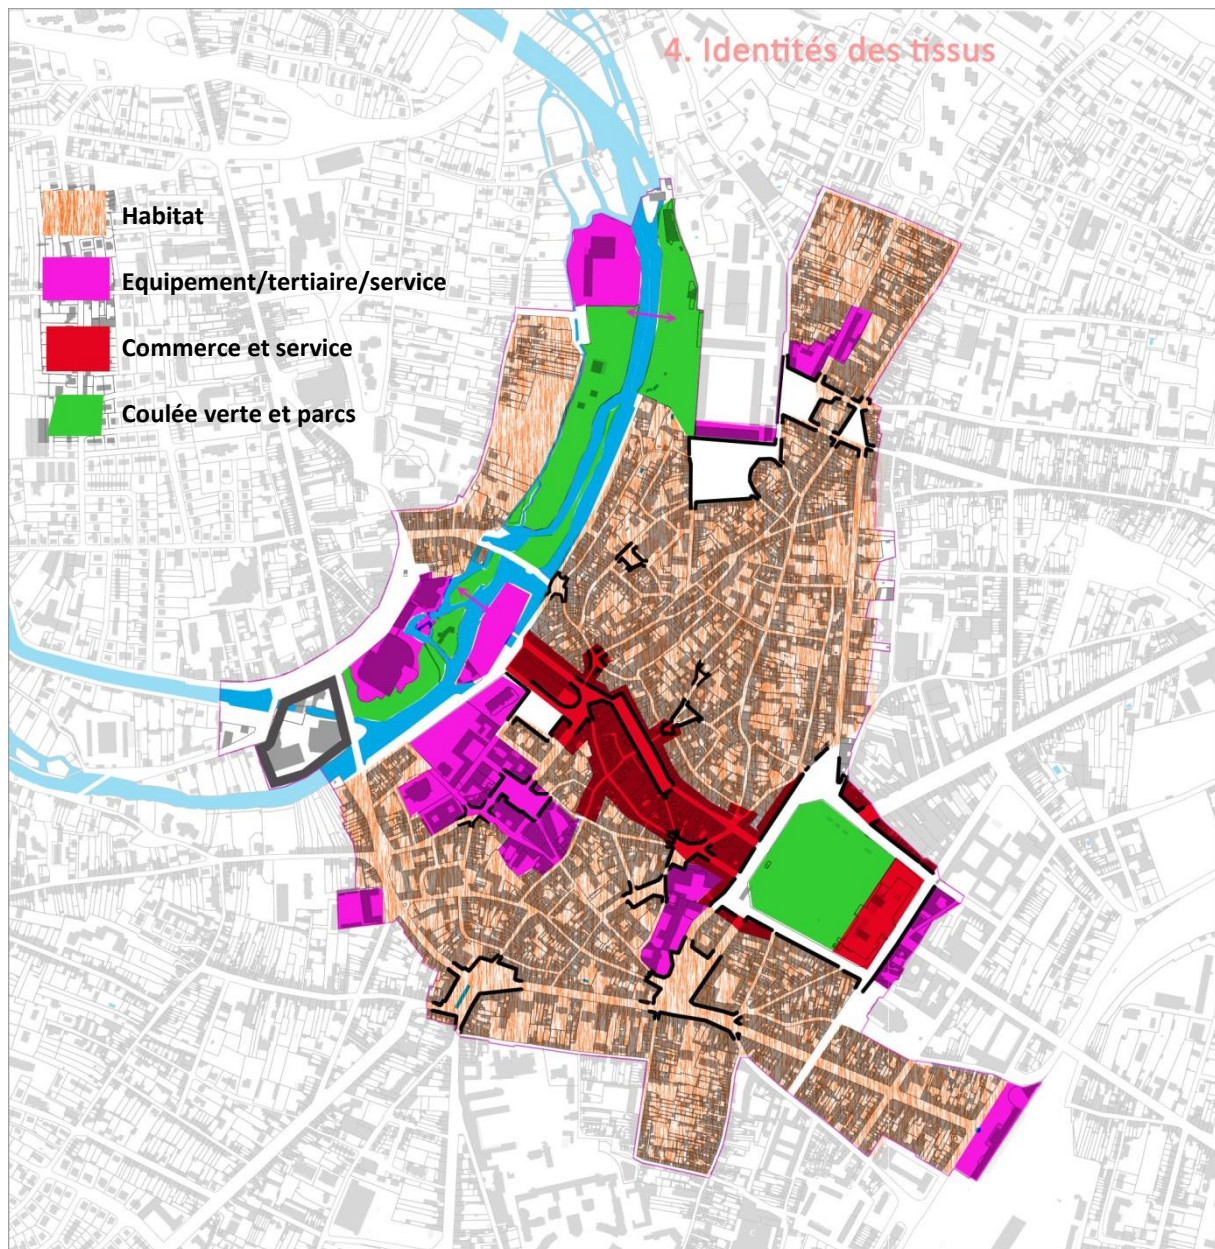 4. Identités des tissus
Habitat
Equipement/tertiaire/service
Commerce et service
Coulée verte et parcs